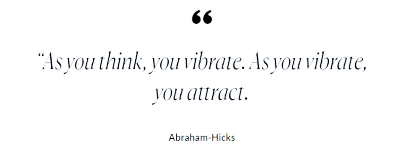 ❝
“As you think, you vibrate. As you vibrate,
you attract.
Abraham-Hicks